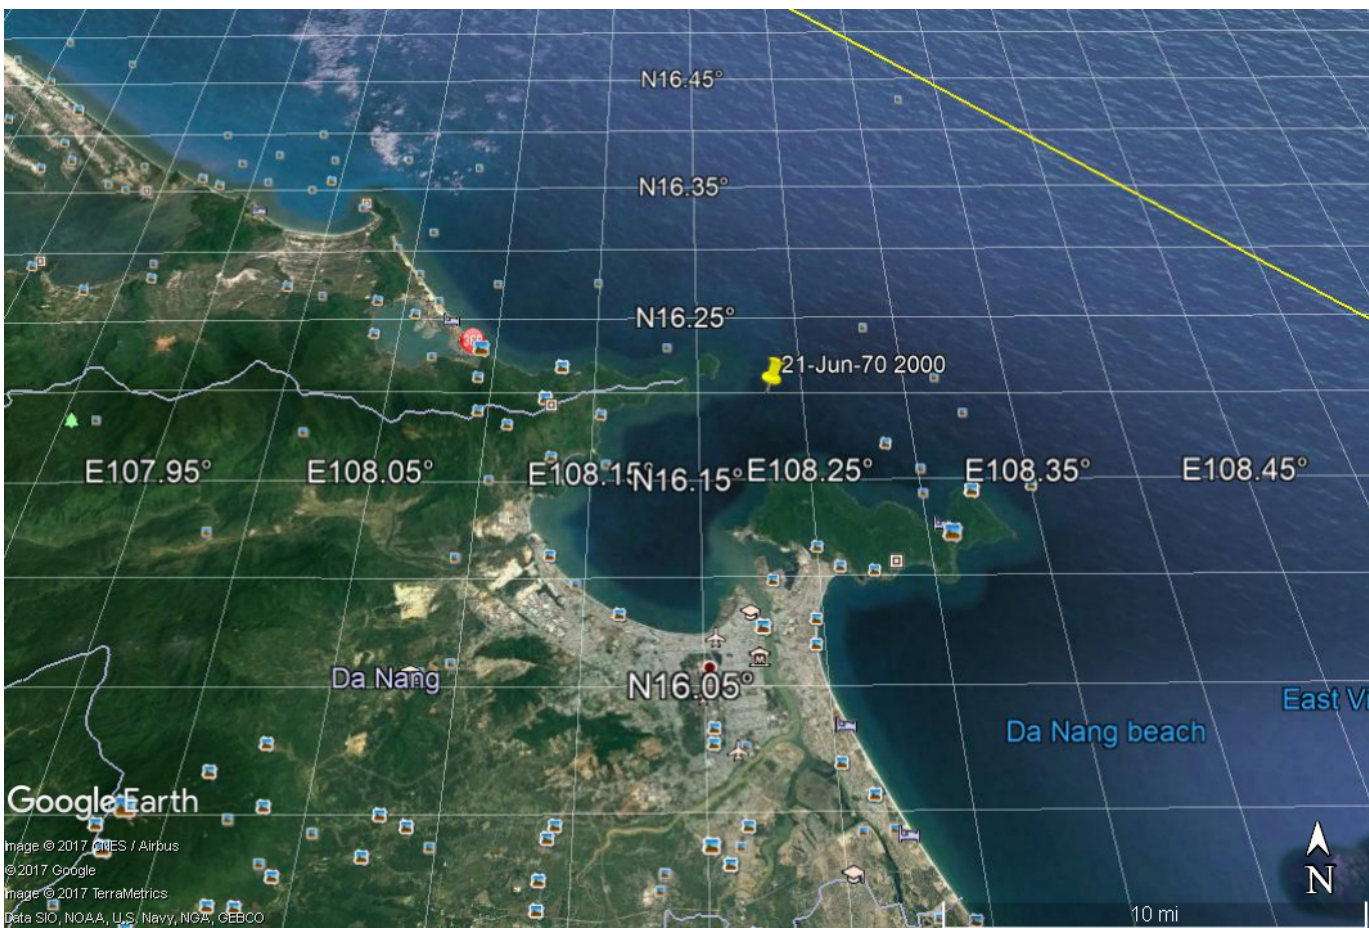 N16.45°
N16.35°
N16.25°
21-Jun-70 2000
E107.95°
E108.05°
E108.15°
N16.15°
E108.25°
E108.35°
E108.45°
Da Nang
N16.05°
East Vi
Da Nang beach
Google Earth
Image © 2017 CNES / Airbus
© 2017 Google
Image © 2017 TerraMetrics
Data SIO, NOAA, U.S. Navy, NGA, GEBCO
10 mi
N